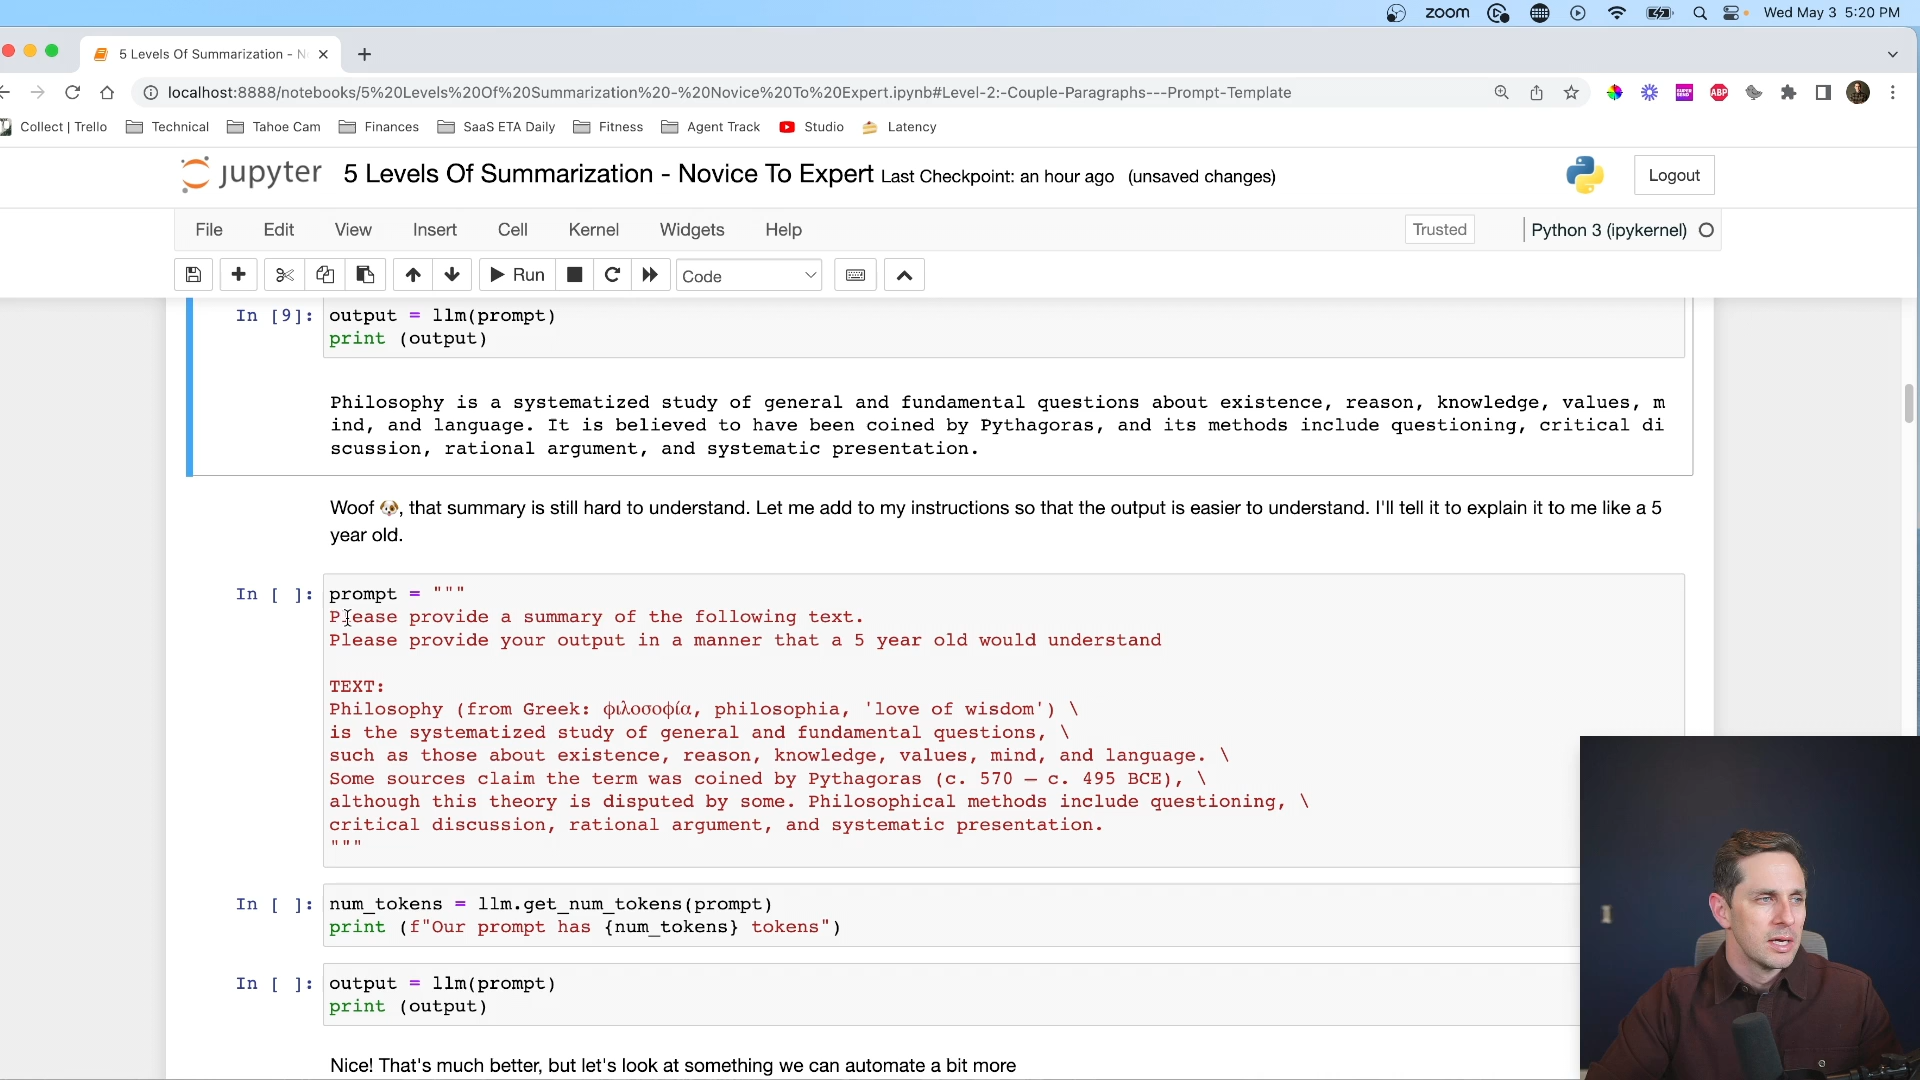 zoom
Wed May 3 5:20 PM
5 Levels Of Summarization - N
localhost:8888/notebooks/5%20Levels%20Of%20Summarization%20-%20Novice%20To%20Expert.ipynb#Level-2:-Couple-Paragraphs---Prompt-Template
ABP
Collect | Trello
Technical
Tahoe Cam
Finances
SaaS ETA Daily
Fitness
Agent Track
Studio
Latency
jupyter
5 Levels Of Summarization - Novice To Expert Last Checkpoint: an hour ago (unsaved changes)
Logout
File
Edit
View
Insert
Cell
Kernel
Widgets
Help
Trusted
Python 3 (ipykernel)
Run
Code
In [9]:
output = llm(prompt)
print (output)
Philosophy is a systematized study of general and fundamental questions about existence, reason, knowledge, values, m
ind, and language. It is believed to have been coined by Pythagoras, and its methods include questioning, critical di
scussion, rational argument, and systematic presentation.
Woof 🐶, that summary is still hard to understand. Let me add to my instructions so that the output is easier to understand. I'll tell it to explain it to me like a 5
year old.
In [ ]:
prompt = """
Please provide a summary of the following text.
Please provide your output in a manner that a 5 year old would understand
TEXT:
Philosophy (from Greek: φιλοσοφία, philosophia, 'love of wisdom') \
is the systematized study of general and fundamental questions, \
such as those about existence, reason, knowledge, values, mind, and language. \
Some sources claim the term was coined by Pythagoras (c. 570 – c. 495 BCE), \
although this theory is disputed by some. Philosophical methods include questioning, \
critical discussion, rational argument, and systematic presentation.
"""
In [ ]:
num_tokens = llm.get_num_tokens(prompt)
print (f"Our prompt has {num_tokens} tokens")
In [ ]:
output = llm(prompt)
print (output)
Nice! That's much better, but let's look at something we can automate a bit more